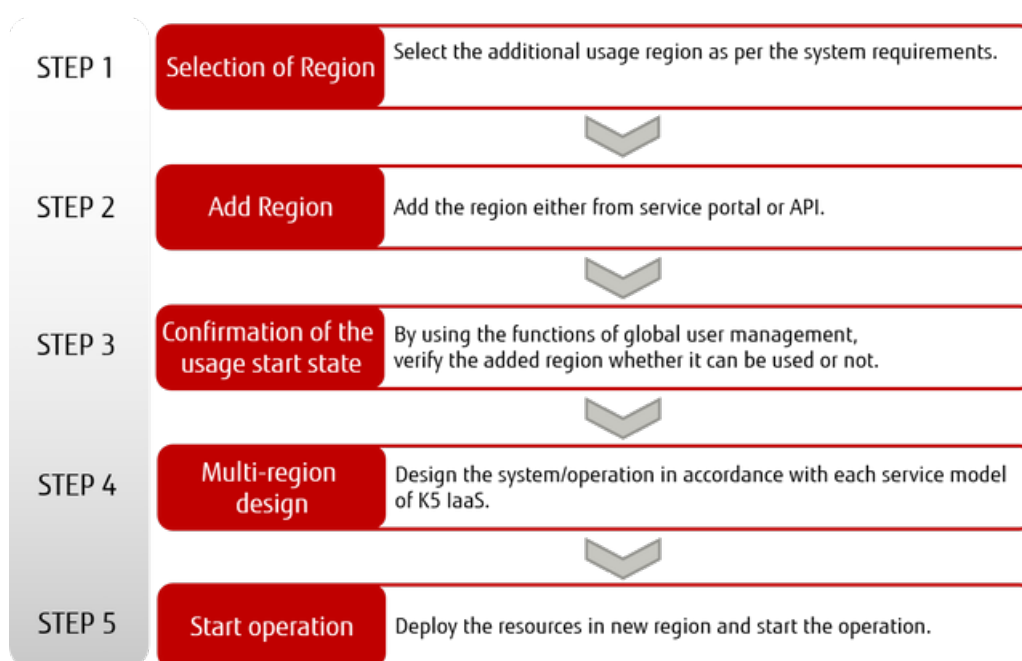 STEP 1
Selection of Region
Select the additional usage region as per the system requirements.
STEP 2
Add Region
Add the region either from service portal or API.
STEP 3
Confirmation of the
usage start state
By using the functions of global user management,
verify the added region whether it can be used or not.
STEP 4
Multi-region
design
Design the system/operation in accordance with each service model
of K5 IaaS.
STEP 5
Start operation
Deploy the resources in new region and start the operation.